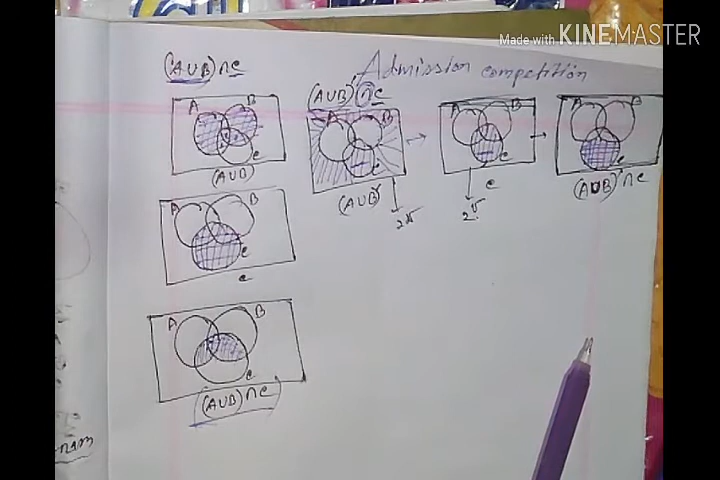 Made with KINEMASTER
Admission competition
(A∪B)∩c
A B
c
(A∪B)
A B
c
c
A B
c
(A∪B)∩c
(A∪B)'∩c
A B
c
(A∪B)'
A B
c
c
A B
c
(A∪B)'∩c